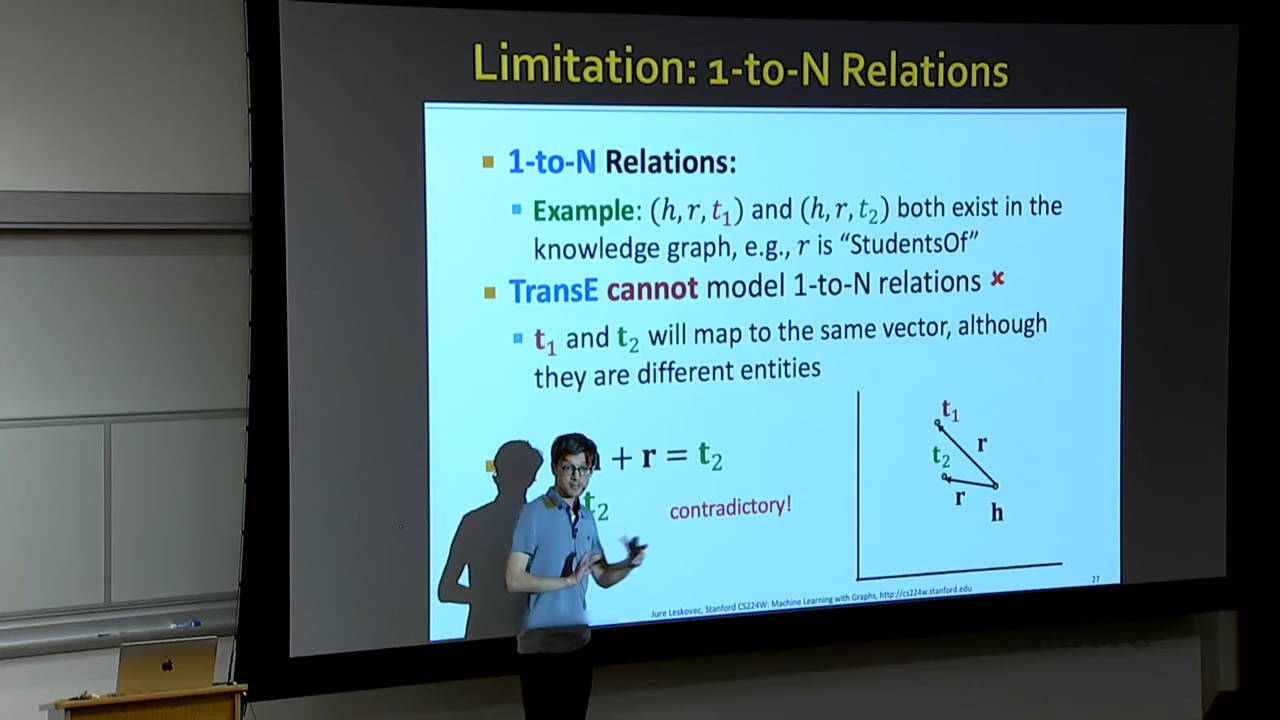 Limitation: 1-to-N Relations
1-to-N Relations:
Example: (h, r, t₁) and (h, r, t₂) both exist in the
knowledge graph, e.g., r is “StudentsOf”
TransE cannot model 1-to-N relations ✗
t₁ and t₂ will map to the same vector, although
they are different entities
+ r = t₂
t₂
contradictory!
t₁
r
t₂
r
h
27
Jure Leskovec, Stanford CS224W: Machine Learning with Graphs, http://cs224w.stanford.edu